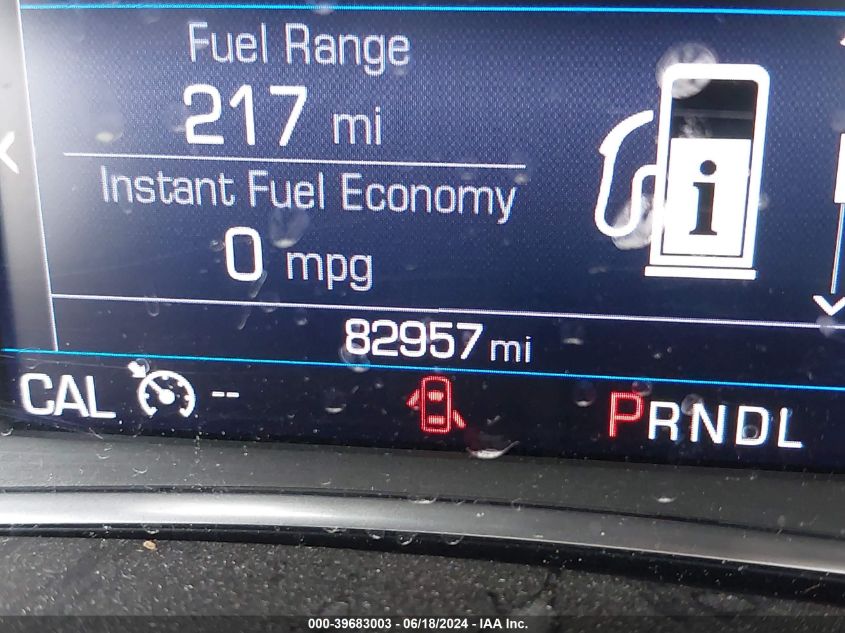 Fuel Range
217 mi
Instant Fuel Economy
0 mpg
i
82957 mi
CAL -- PRNDL
000-39683003 - 06/18/2024 - IAA Inc.